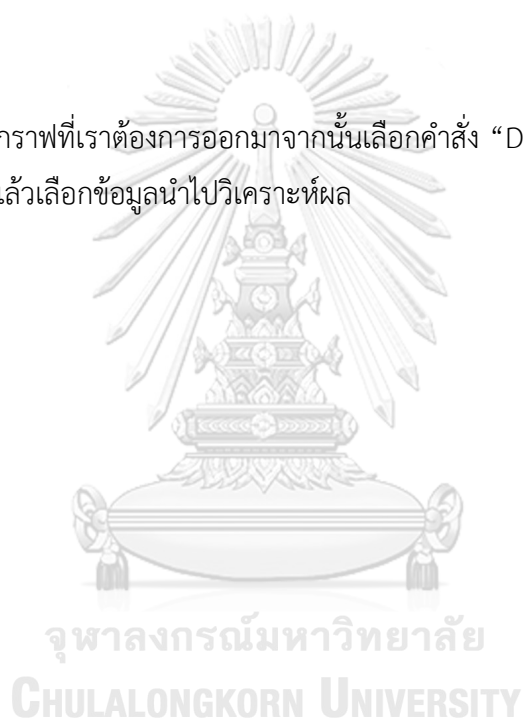 กราฟที่เราต้องการออกมาจากนั้นเลือกคำสั่ง “D
แล้วเลือกข้อมูลนำไปวิเคราะห์ผล
จุฬาลงกรณ์มหาวิทยาลัย
CHULALONGKORN UNIVERSITY